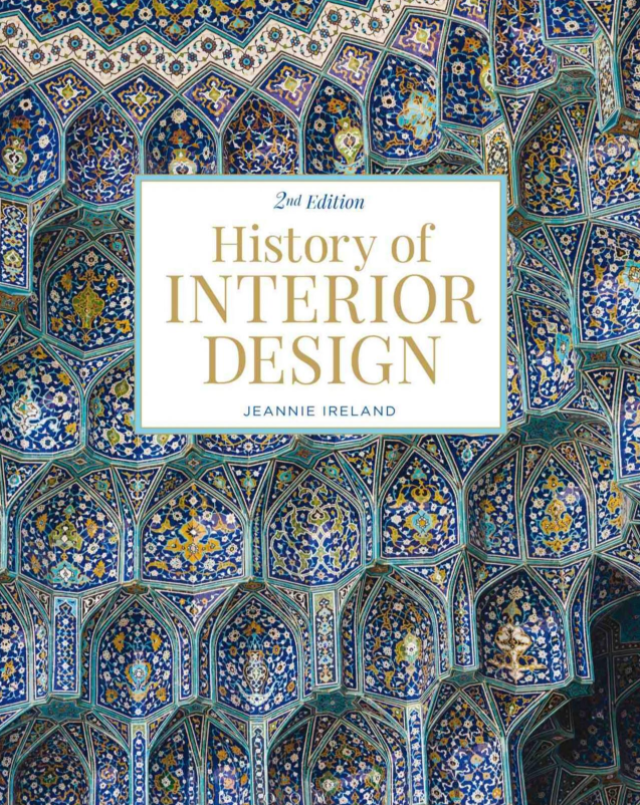 2nd Edition
History of
INTERIOR
DESIGN
JEANNIE IRELAND